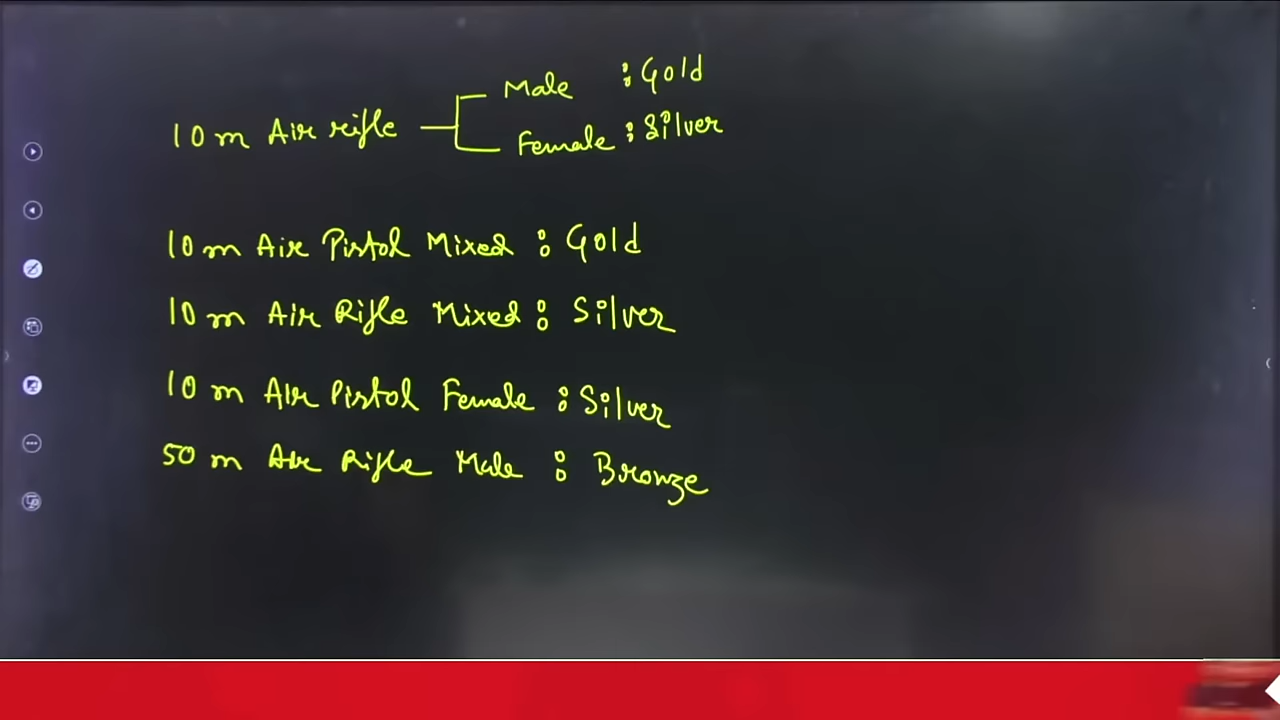 Male : Gold
10 m Air rifle
Female : Silver
10 m Air Pistol Mixed : Gold
10 m Air Rifle Mixed : Silver
10 m Air Pistol Female : Silver
50 m Air Rifle Male : Bronze